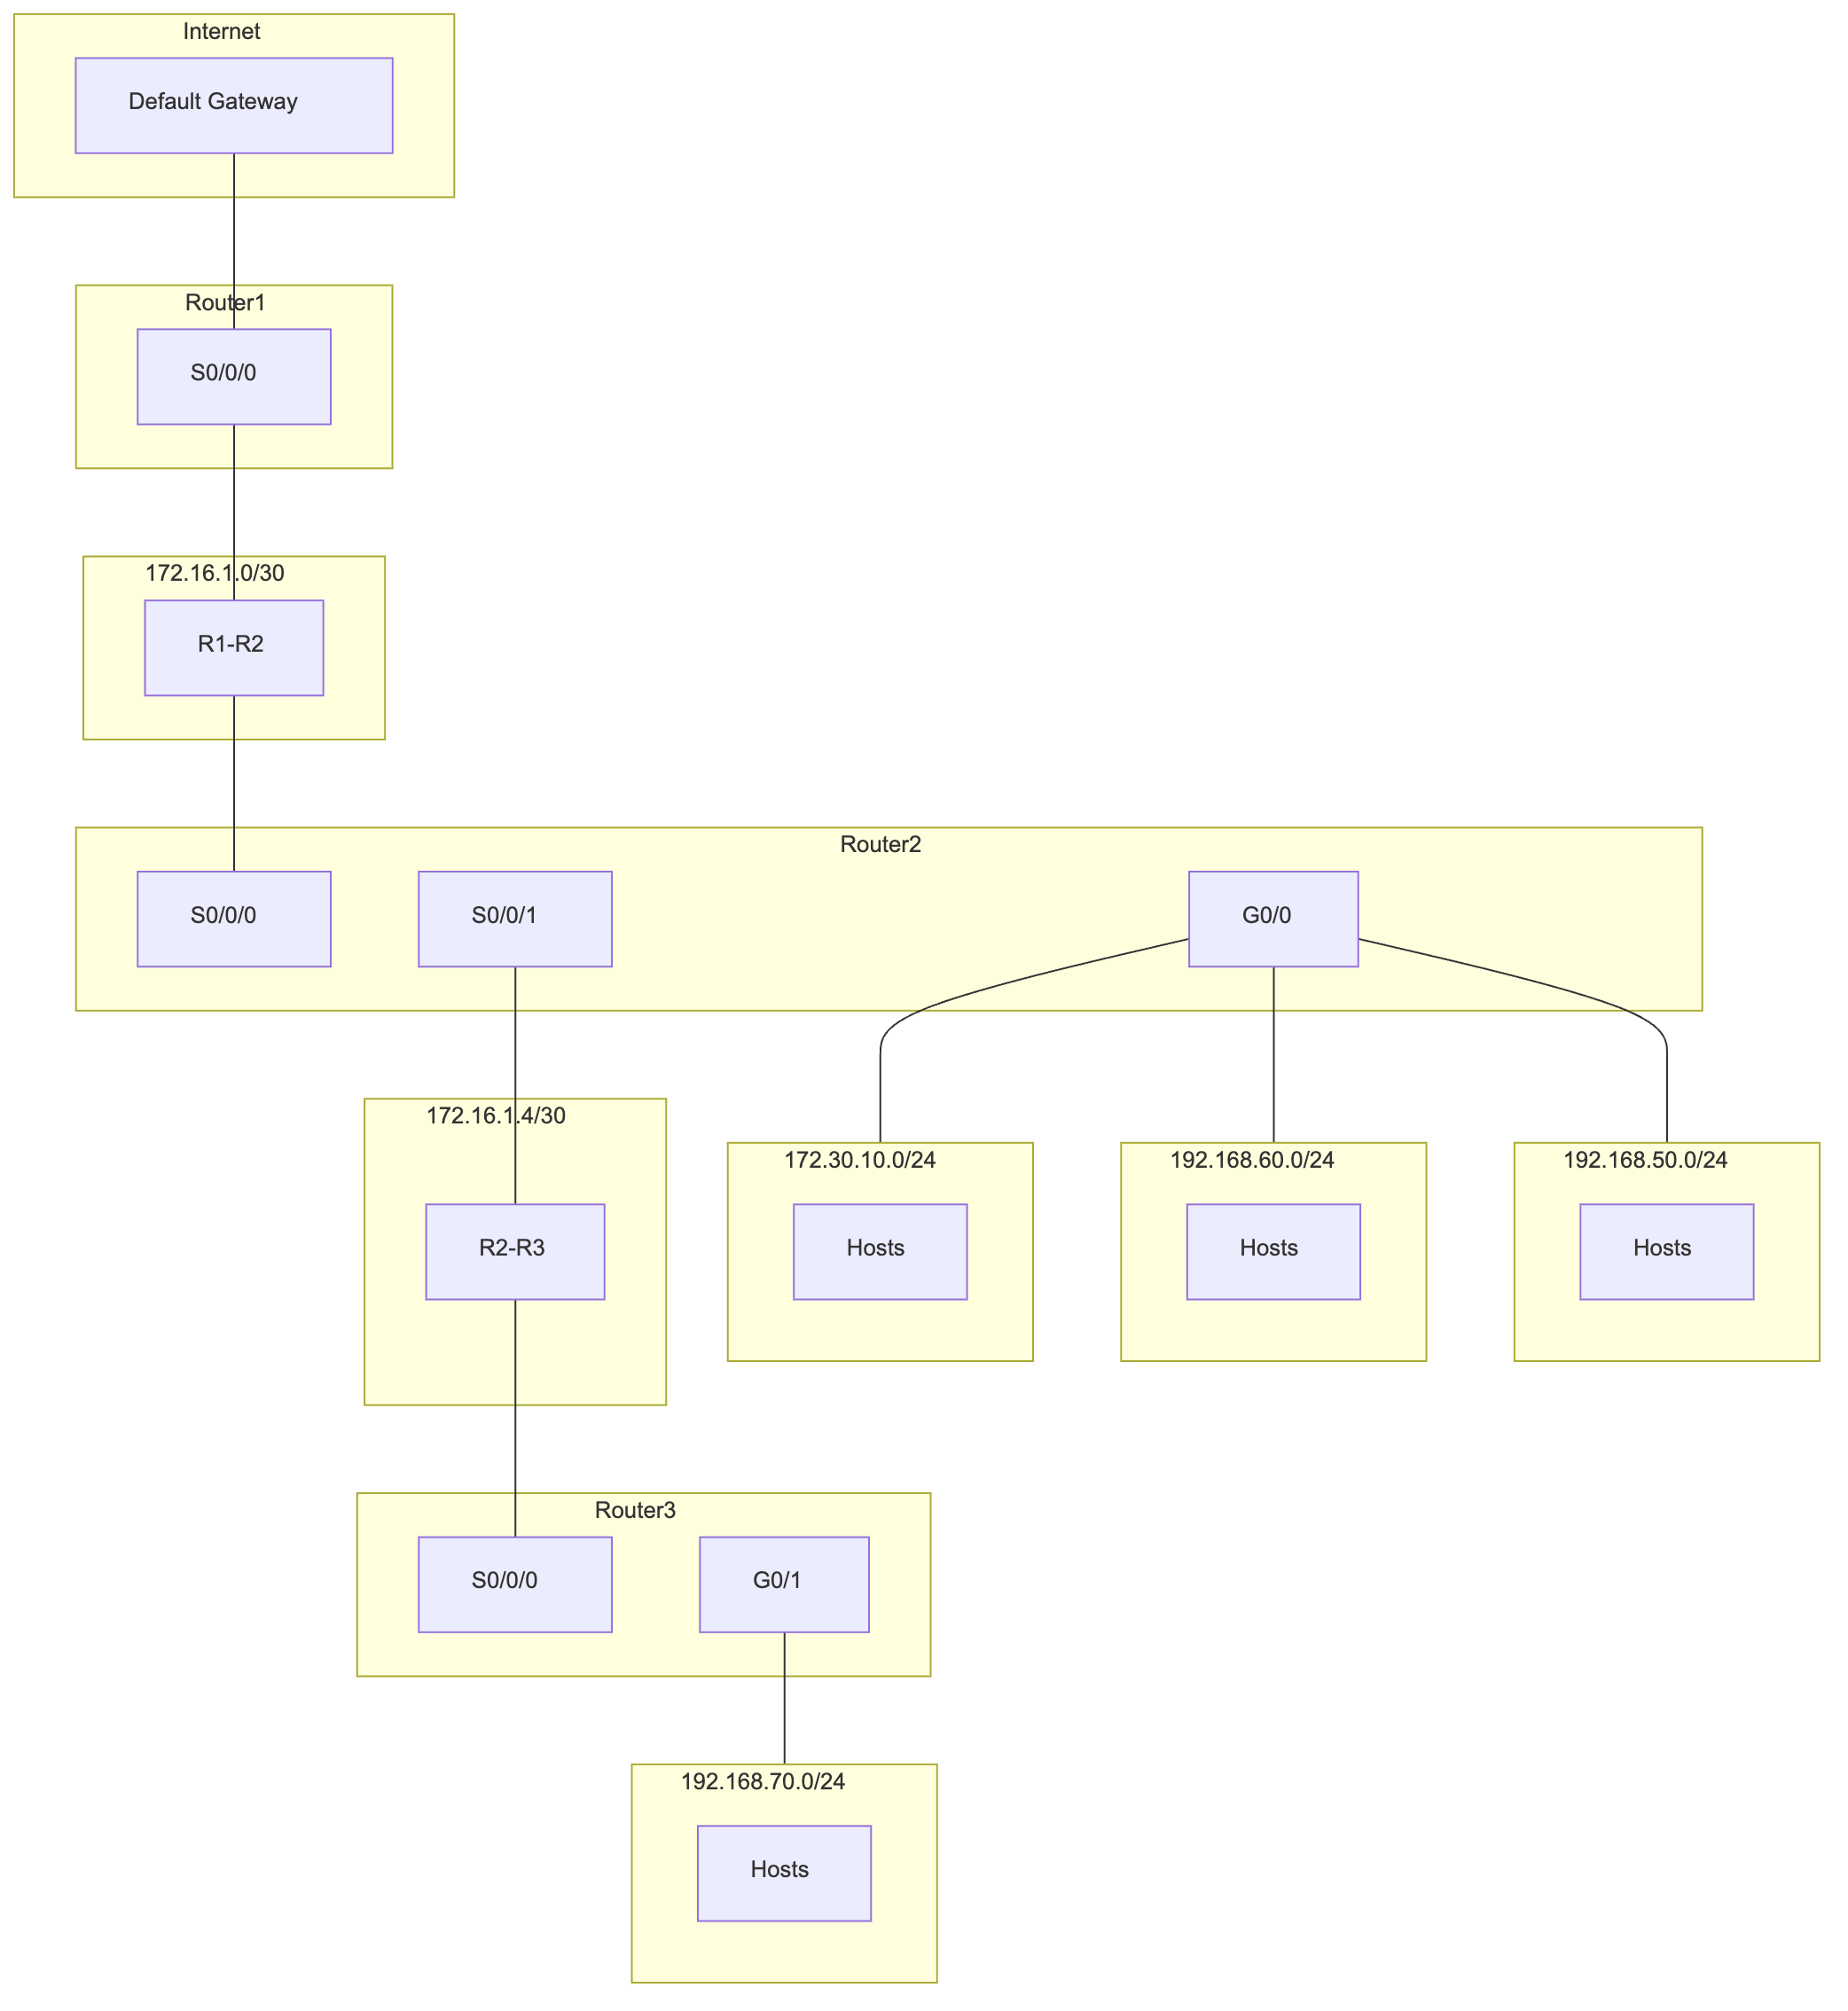 Internet
Default Gateway
Router1
S0/0/0
172.16.1.0/30
R1-R2
Router2
S0/0/0
S0/0/1
G0/0
172.16.1.4/30
R2-R3
172.30.10.0/24
Hosts
192.168.60.0/24
Hosts
192.168.50.0/24
Hosts
Router3
S0/0/0
G0/1
192.168.70.0/24
Hosts